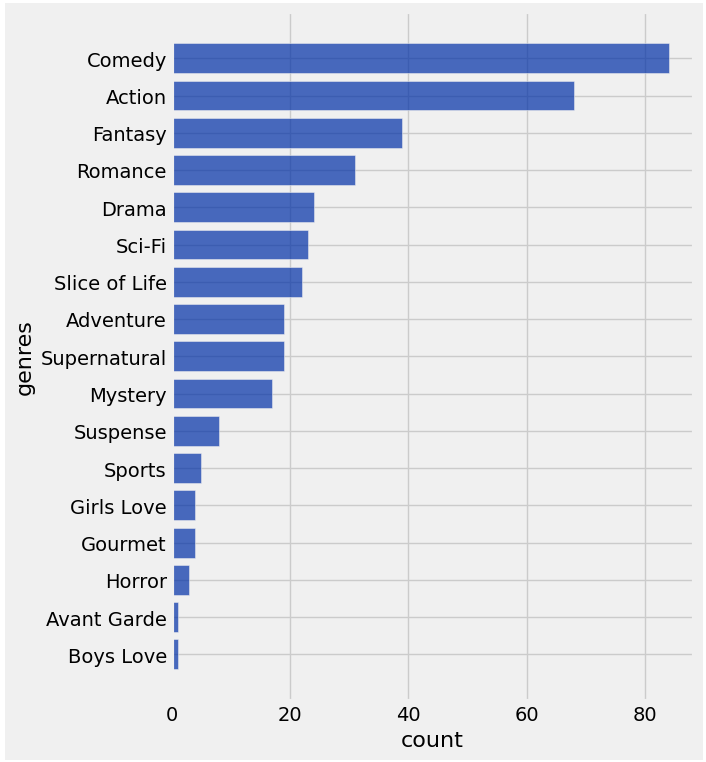 Comedy
Action
Fantasy
Romance
Drama
Sci-Fi
Slice of Life
Adventure
Supernatural
Mystery
Suspense
Sports
Girls Love
Gourmet
Horror
Avant Garde
Boys Love
genres
0 20 40 60 80
count